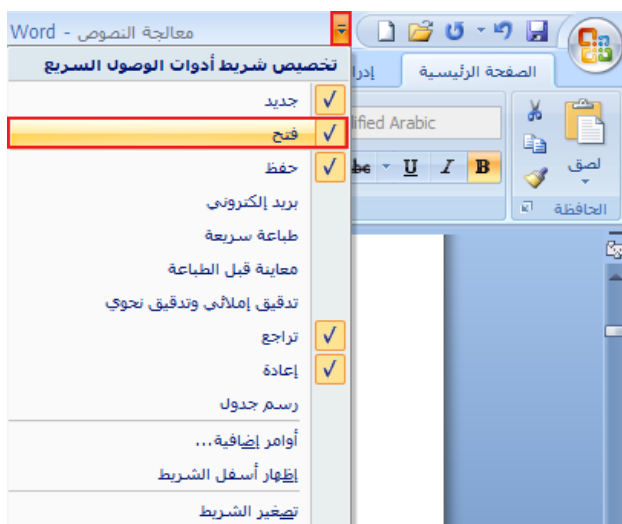 معالجة النصوص - Word
الصفحة الرئيسية
إدرا
تخصيص شريط أدوات الوصول السريع
جديد
فتح
حفظ
بريد إلكتروني
طباعة سريعة
معاينة قبل الطباعة
تدقيق إملائي وتدقيق نحوي
تراجع
إعادة
رسم جدول
أوامر إضافية...
إظهار أسفل الشريط
تصغير الشريط
lified Arabic
abc U I B
لصق
الحافظة